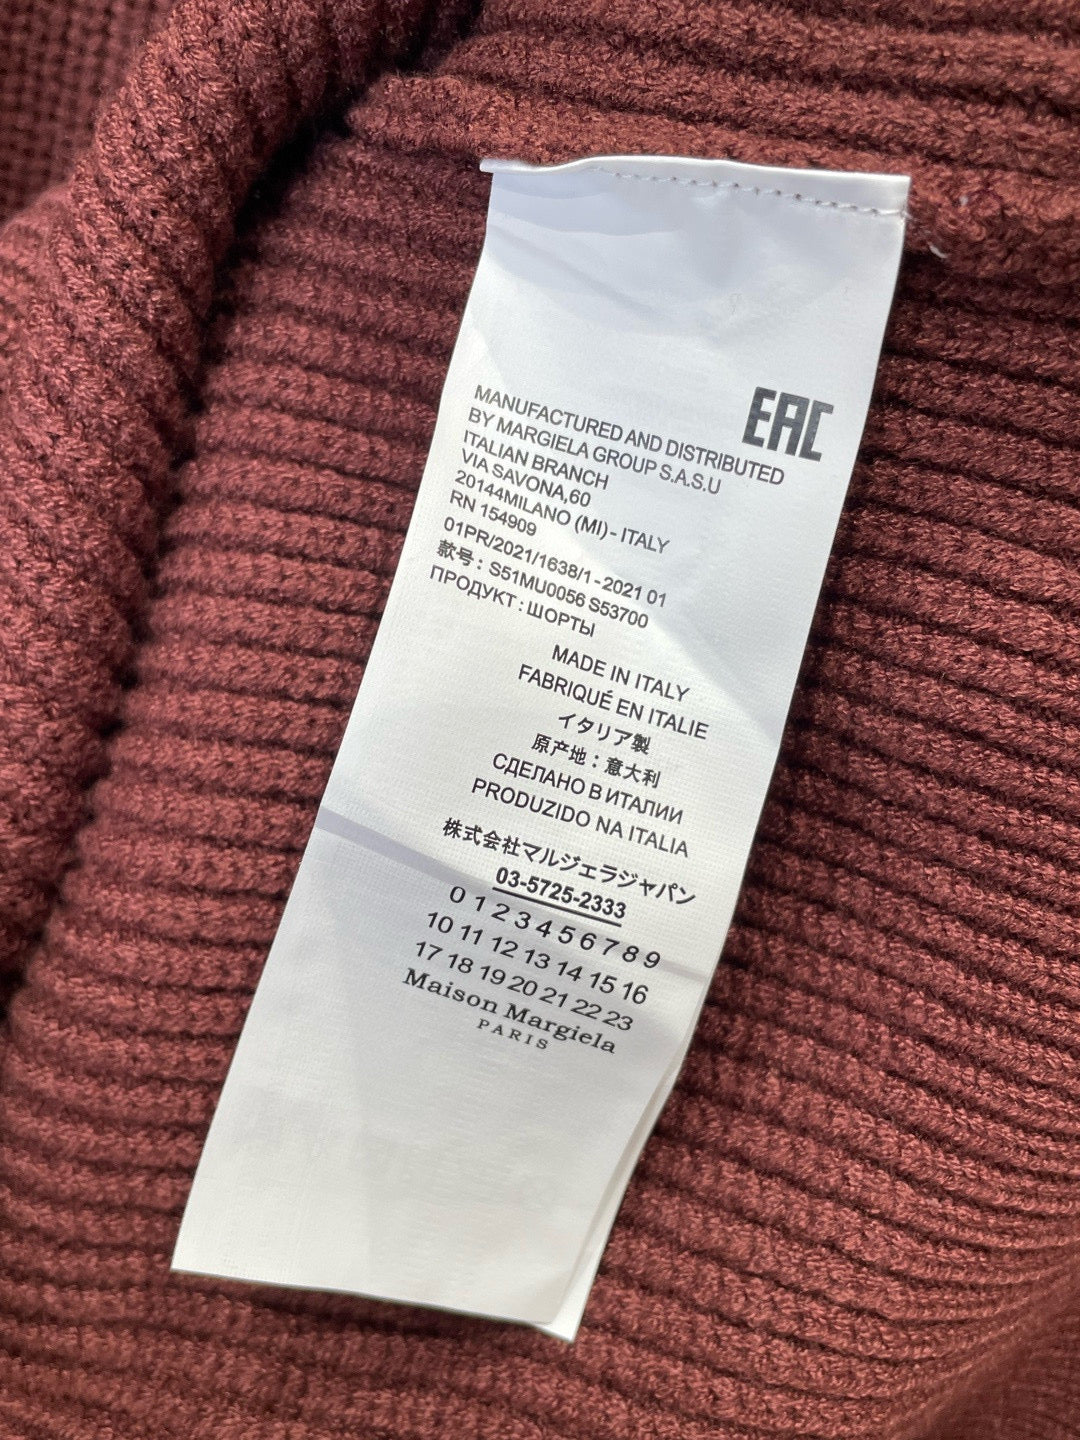 EAC
MANUFACTURED AND DISTRIBUTED
BY MARGIELA GROUP S.A.S.U
ITALIAN BRANCH
VIA SAVONA,60
20144MILANO (MI)-ITALY
RN 154909
01PR/2021/1638/1-2021 01
款号：S51MU0056 S53700
ПРОДУКТ:ШОРТЫ
MADE IN ITALY
FABRIQUÉ EN ITALIE
イタリア製
原产地：意大利
СДЕЛАНО В ИТАЛИИ
PRODUZIDO NA ITALIA
株式会社マルジェラジャパン
03-5725-2333
0 1 2 3 4 5 6 7 8 9
10 11 12 13 14 15 16
17 18 19 20 21 22 23
Maison Margiela
PARIS